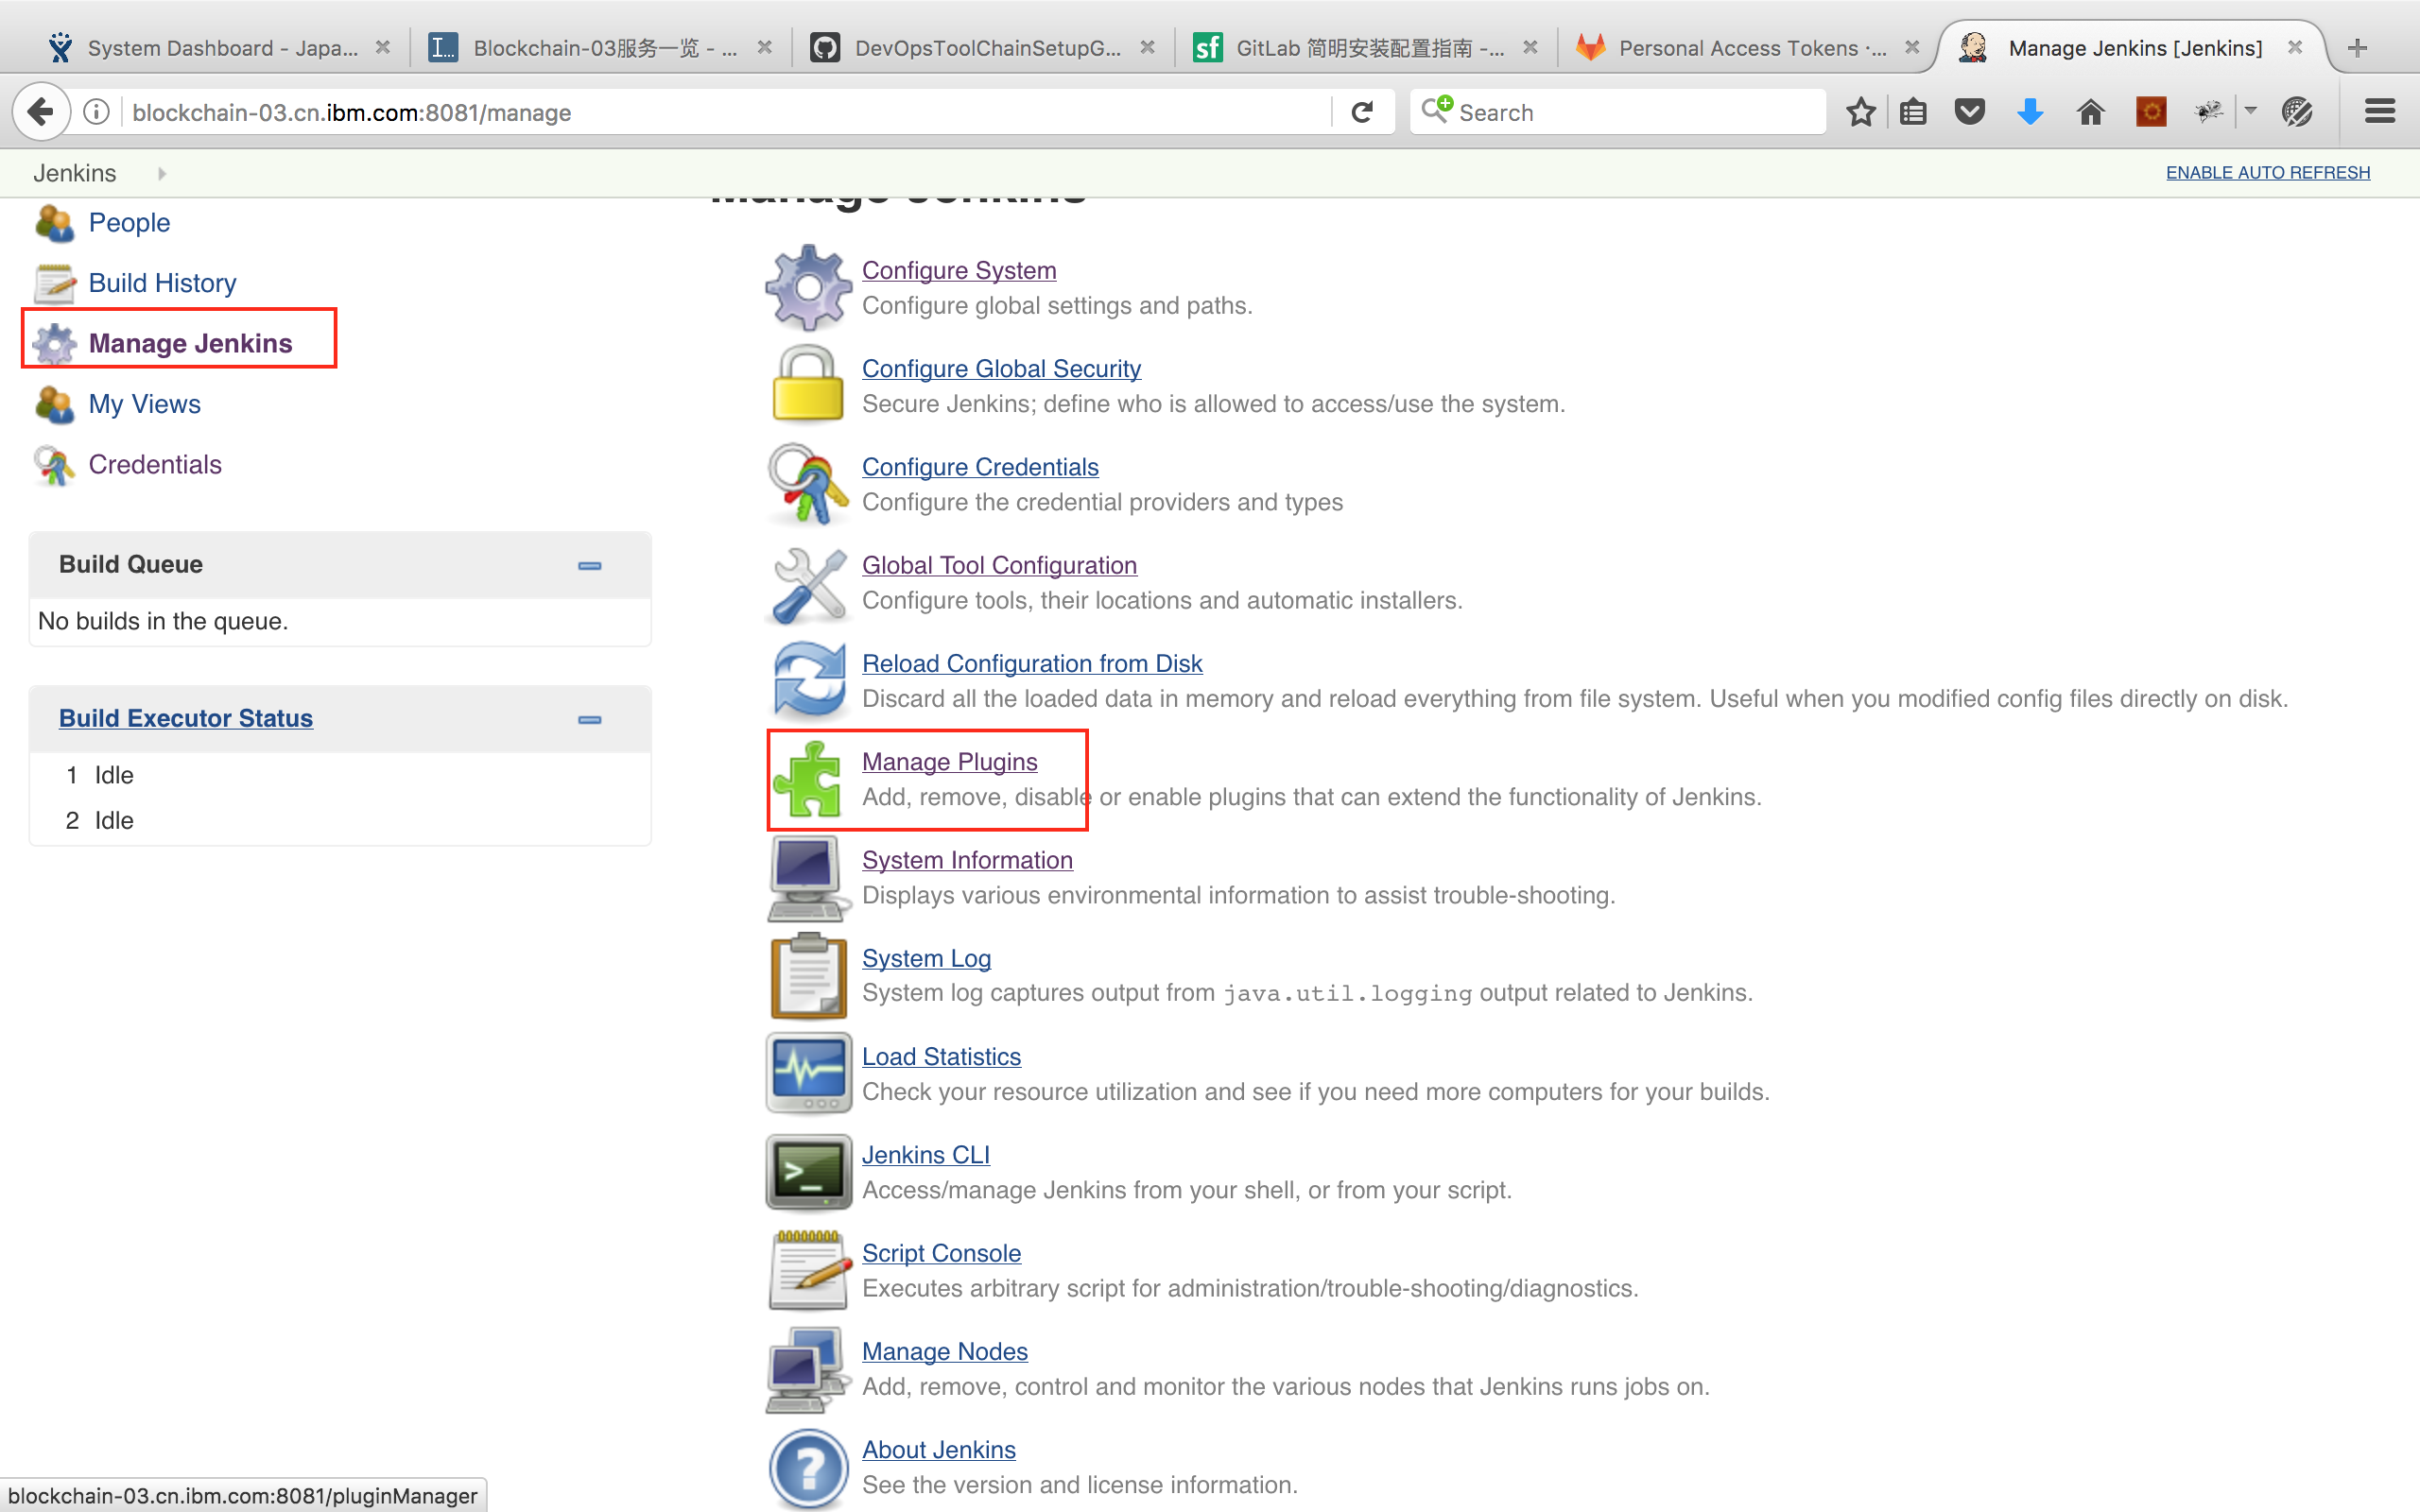 System Dashboard - Japa...
Blockchain-03服务一览 - ...
DevOpsToolChainSetupG...
sf
GitLab 简明安装配置指南 -...
Personal Access Tokens ·...
Manage Jenkins [Jenkins]
blockchain-03.cn.ibm.com:8081/manage
Search
Jenkins
ENABLE AUTO REFRESH
Manage Jenkins
People
Build History
Manage Jenkins
My Views
Credentials
Build Queue
No builds in the queue.
Build Executor Status
1 Idle
2 Idle
Configure System
Configure global settings and paths.
Configure Global Security
Secure Jenkins; define who is allowed to access/use the system.
Configure Credentials
Configure the credential providers and types
Global Tool Configuration
Configure tools, their locations and automatic installers.
Reload Configuration from Disk
Discard all the loaded data in memory and reload everything from file system. Useful when you modified config files directly on disk.
Manage Plugins
Add, remove, disable or enable plugins that can extend the functionality of Jenkins.
System Information
Displays various environmental information to assist trouble-shooting.
System Log
System log captures output from java.util.logging output related to Jenkins.
Load Statistics
Check your resource utilization and see if you need more computers for your builds.
Jenkins CLI
Access/manage Jenkins from your shell, or from your script.
Script Console
Executes arbitrary script for administration/trouble-shooting/diagnostics.
Manage Nodes
Add, remove, control and monitor the various nodes that Jenkins runs jobs on.
About Jenkins
See the version and license information.
blockchain-03.cn.ibm.com:8081/pluginManager